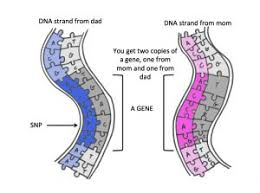 DNA strand from dad
DNA strand from mom
You get two copies of
a gene, one from
mom and one from
dad
A GENE
SNP